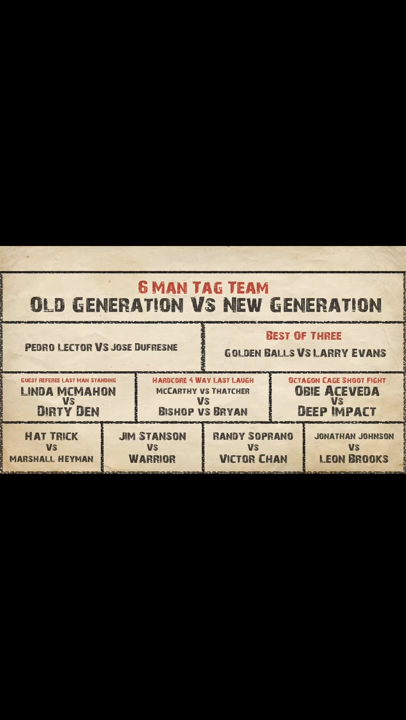 6 Man Tag Team
Old Generation Vs New Generation
Pedro Lector Vs Jose Dufresne
Best Of Three
Golden Balls Vs Larry Evans
Guest Referee Last Man Standing
Linda McMahon
vs
Dirty Den
Hardcore 4 Way Last Laugh
McCarthy vs Thatcher
Vs
Bishop vs Bryan
Octagon Cage Shoot Fight
Obie Aceveda
vs
Deep Impact
Hat Trick
Vs
Marshall Heyman
Jim Stanson
Vs
Warrior
Randy Soprano
Vs
Victor Chan
Jonathan Johnson
Vs
Leon Brooks